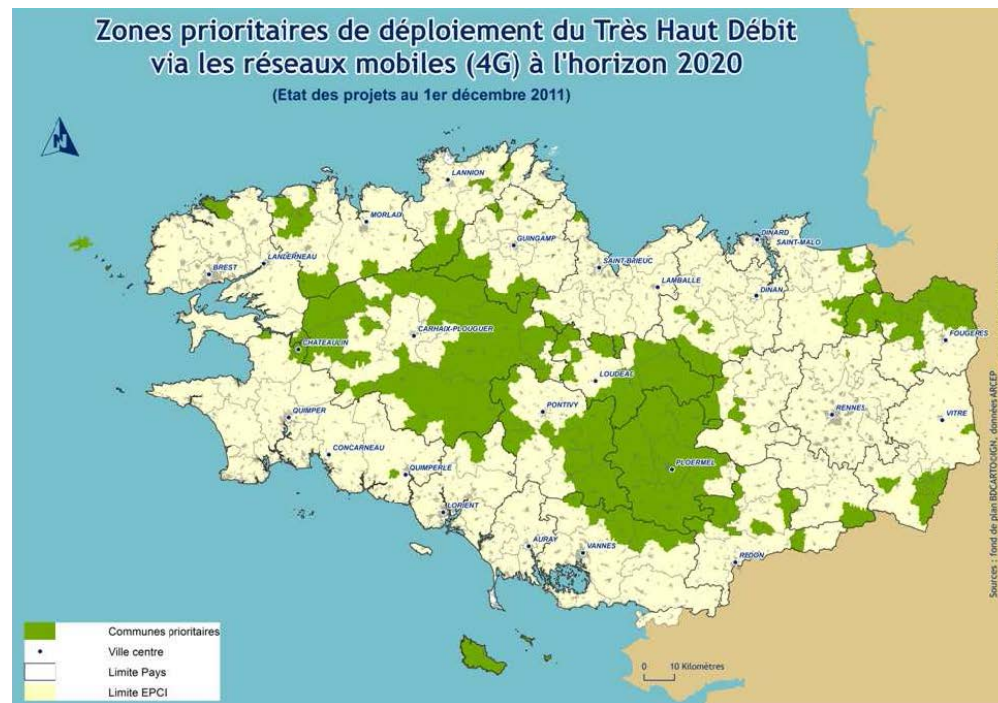 Zones prioritaires de déploiement du Très Haut Débit
via les réseaux mobiles (4G) à l'horizon 2020
(Etat des projets au 1er décembre 2011)
N
LANNION
MORLAIX
GUINGAMP
DINARD
SAINT-MALO
LANDERNEAU
BREST
SAINT-BRIEUC
LAMBALLE
DINAN
CARHAIX-PLOUGUER
FOUGERES
CHATEAULIN
LOUDEAC
PONTIVY
QUIMPER
RENNES
VITRE
CONCARNEAU
QUIMPERLE
PLOERMEL
LORIENT
AURAY
VANNES
REDON
Communes prioritaires
Ville centre
Limite Pays
Limite EPCI
0 10 Kilomètres
Sources : fond de plan BDCARTO©IGN, données ARCEP